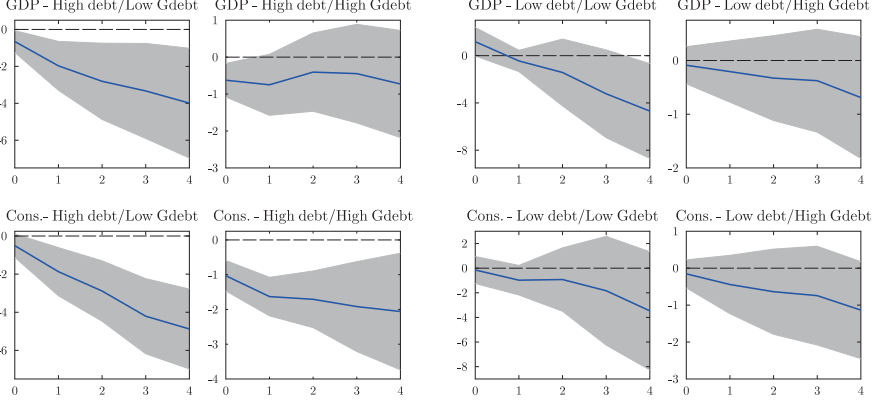 GDP - High debt/Low Gdebt
GDP - High debt/High Gdebt
GDP - Low debt/Low Gdebt
GDP - Low debt/High Gdebt
0
-2
-4
-6
0 1 2 3 4
1
0
-1
-2
-3
0 1 2 3 4
0
-4
-8
0 1 2 3 4
0
-1
-2
0 1 2 3 4
Cons.- High debt/Low Gdebt
Cons. - High debt/High Gdebt
Cons. - Low debt/Low Gdebt
Cons. - Low debt/High Gdebt
0
-2
-4
-6
0 1 2 3 4
0
-1
-2
-3
-4
0 1 2 3 4
2
0
-2
-4
-6
-8
0 1 2 3 4
1
0
-1
-2
-3
0 1 2 3 4